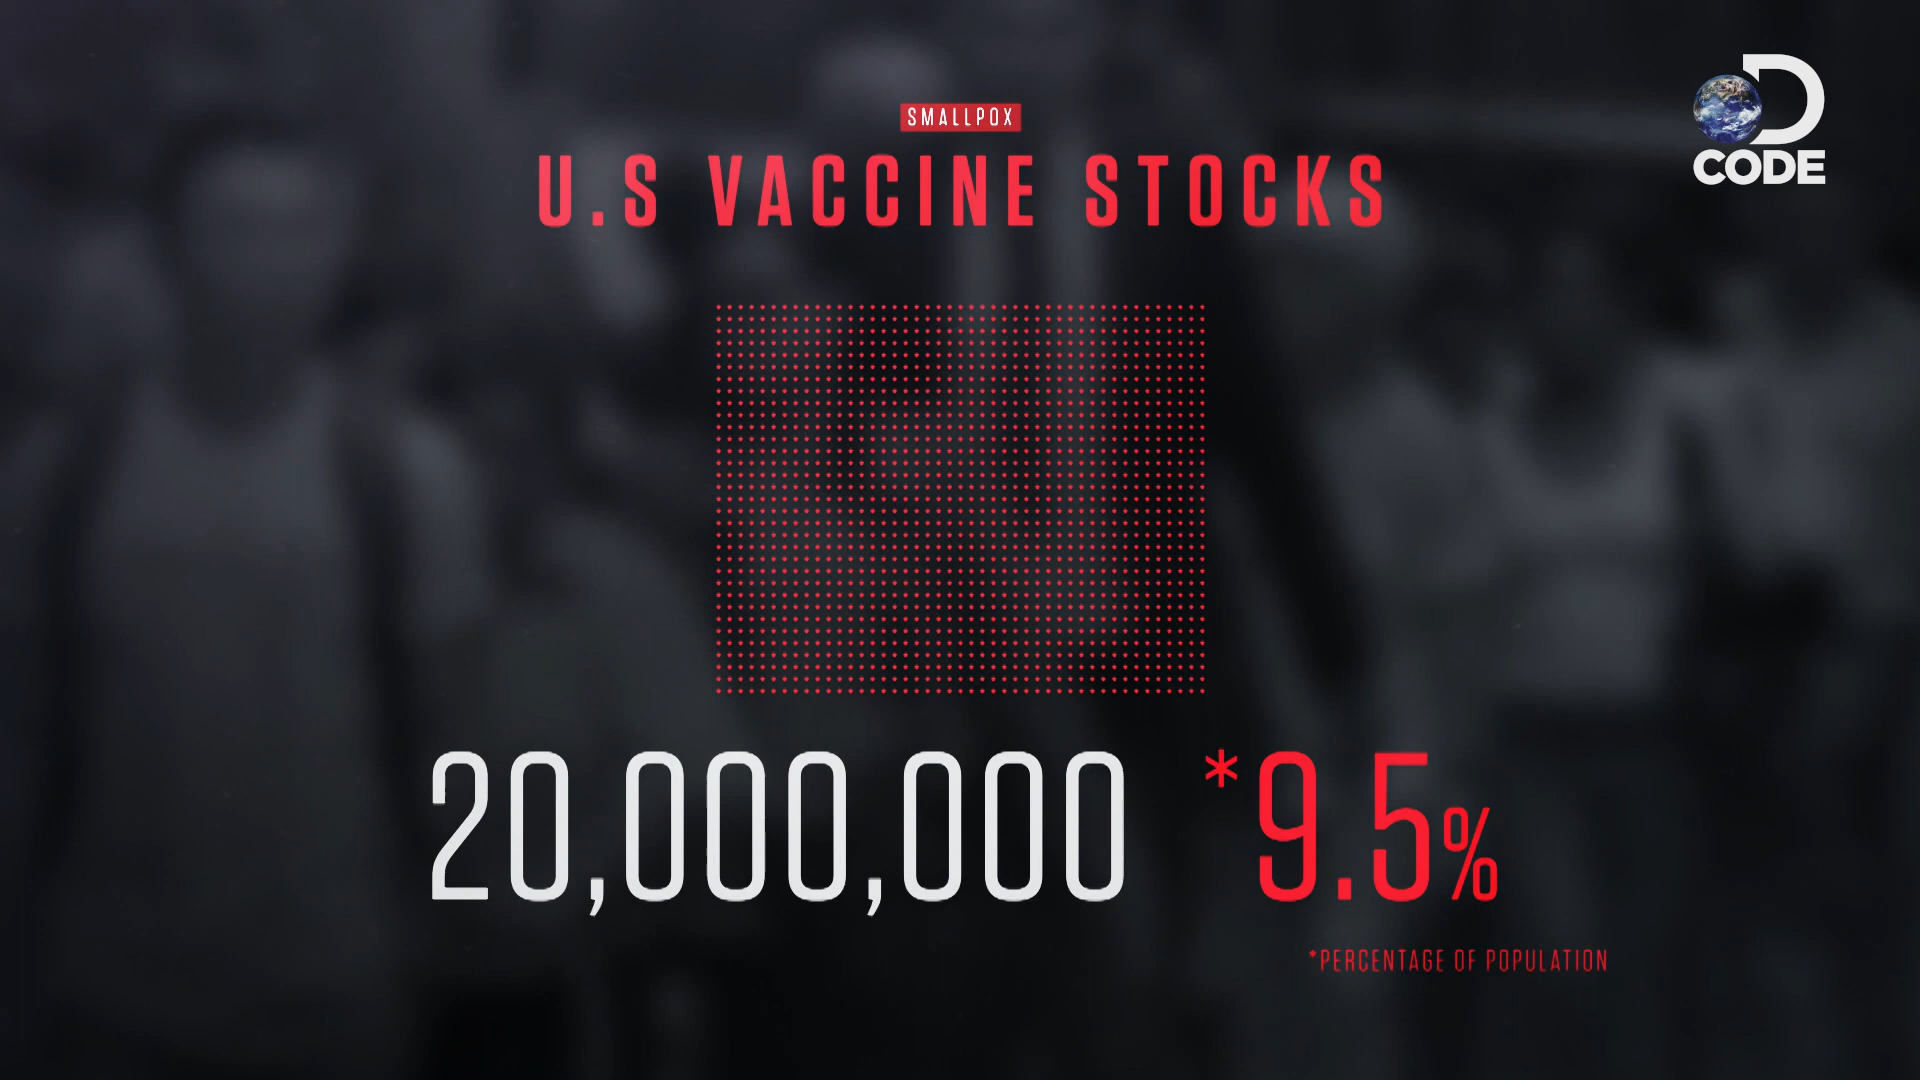 SMALLPOX
U.S VACCINE STOCKS
CODE
20,000,000 *9.5%
*PERCENTAGE OF POPULATION